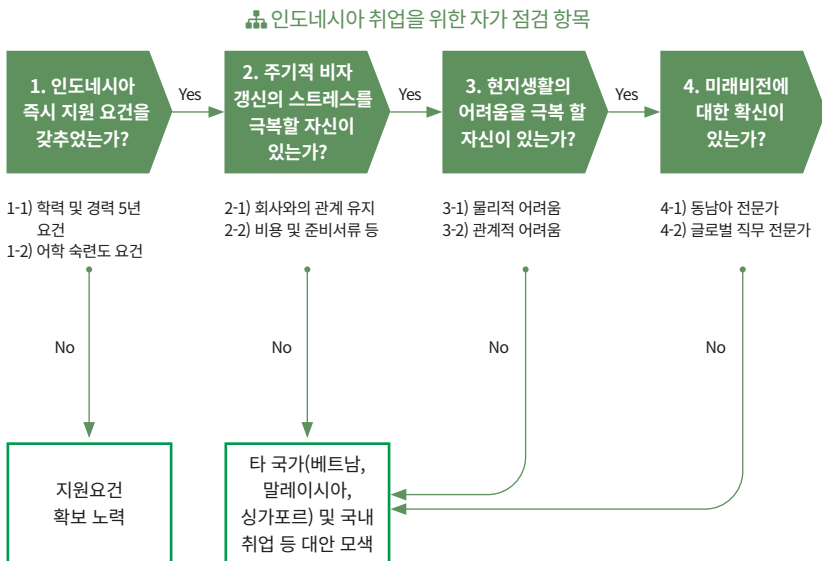 인도네시아 취업을 위한 자가 점검 항목
1. 인도네시아
즉시 지원 요건을
갖추었는가?
Yes
2. 주기적 비자
갱신의 스트레스를
극복할 자신이
있는가?
Yes
3. 현지생활의
어려움을 극복 할
자신이 있는가?
Yes
4. 미래비전에
대한 확신이
있는가?
1-1) 학력 및 경력 5년
요건
1-2) 어학 숙련도 요건
2-1) 회사와의 관계 유지
2-2) 비용 및 준비서류 등
3-1) 물리적 어려움
3-2) 관계적 어려움
4-1) 동남아 전문가
4-2) 글로벌 직무 전문가
No
No
No
No
지원요건
확보 노력
타 국가(베트남,
말레이시아,
싱가포르) 및 국내
취업 등 대안 모색